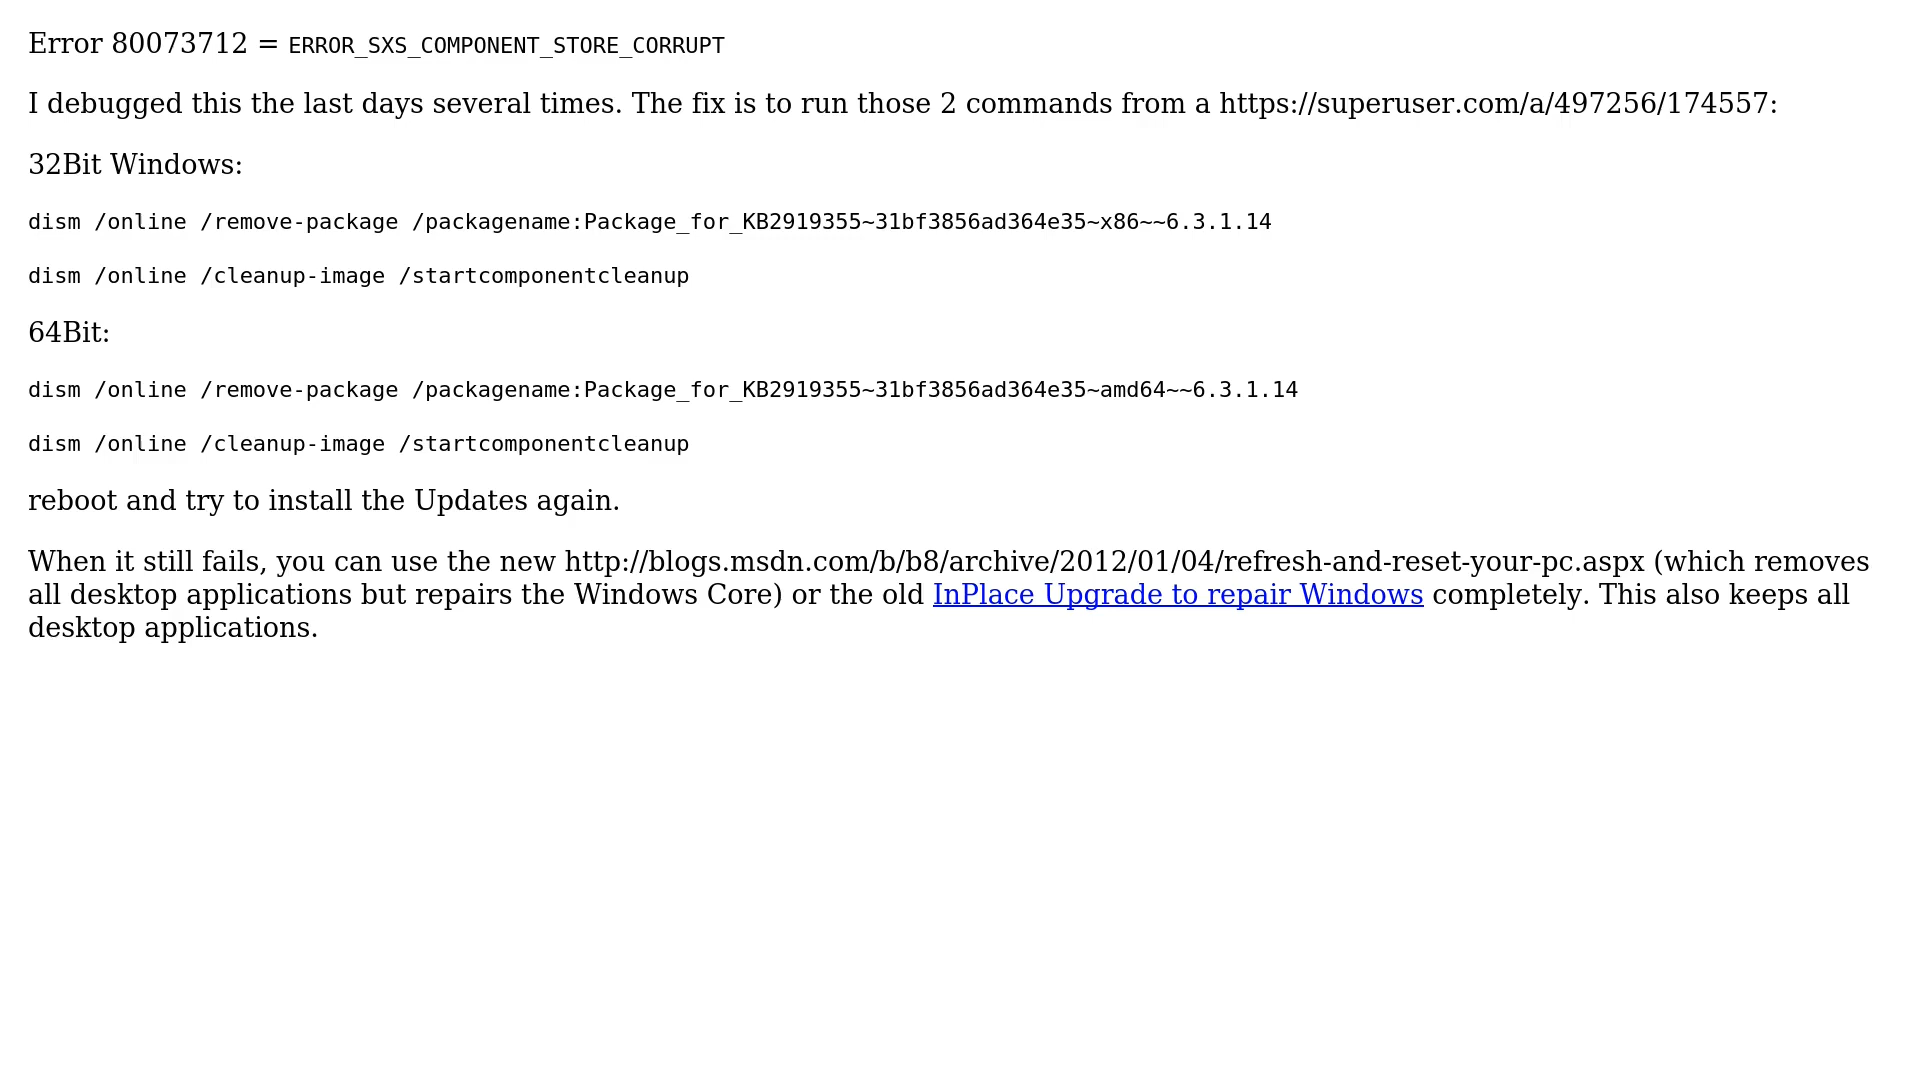 Error 80073712 = ERROR_SXS_COMPONENT_STORE_CORRUPT
I debugged this the last days several times. The fix is to run those 2 commands from a https://superuser.com/a/497256/174557:
32Bit Windows:
dism /online /remove-package /packagename:Package_for_KB2919355~31bf3856ad364e35~x86~~6.3.1.14
dism /online /cleanup-image /startcomponentcleanup
64Bit:
dism /online /remove-package /packagename:Package_for_KB2919355~31bf3856ad364e35~amd64~~6.3.1.14
dism /online /cleanup-image /startcomponentcleanup
reboot and try to install the Updates again.
When it still fails, you can use the new http://blogs.msdn.com/b/b8/archive/2012/01/04/refresh-and-reset-your-pc.aspx (which removes
all desktop applications but repairs the Windows Core) or the old InPlace Upgrade to repair Windows completely. This also keeps all
desktop applications.